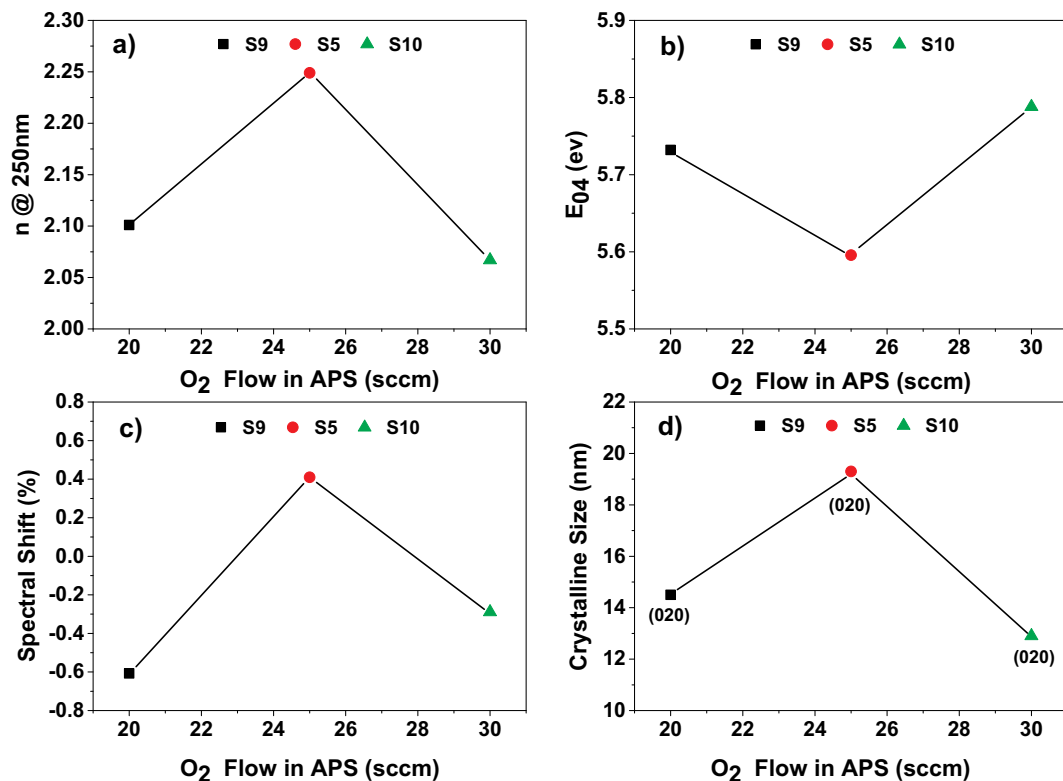 a)
S9 S5 S10
2.30
2.25
2.20
2.15
2.10
2.05
2.00
n @ 250nm
20 22 24 26 28 30
O2 Flow in APS (sccm)
b)
S9 S5 S10
5.9
5.8
5.7
5.6
5.5
E04 (ev)
20 22 24 26 28 30
O2 Flow in APS (sccm)
c)
S9 S5 S10
0.8
0.6
0.4
0.2
0.0
-0.2
-0.4
-0.6
-0.8
Spectral Shift (%)
20 22 24 26 28 30
O2 Flow in APS (sccm)
d)
S9 S5 S10
22
20
18
16
14
12
10
Crystalline Size (nm)
(020)
(020)
(020)
20 22 24 26 28 30
O2 Flow in APS (sccm)